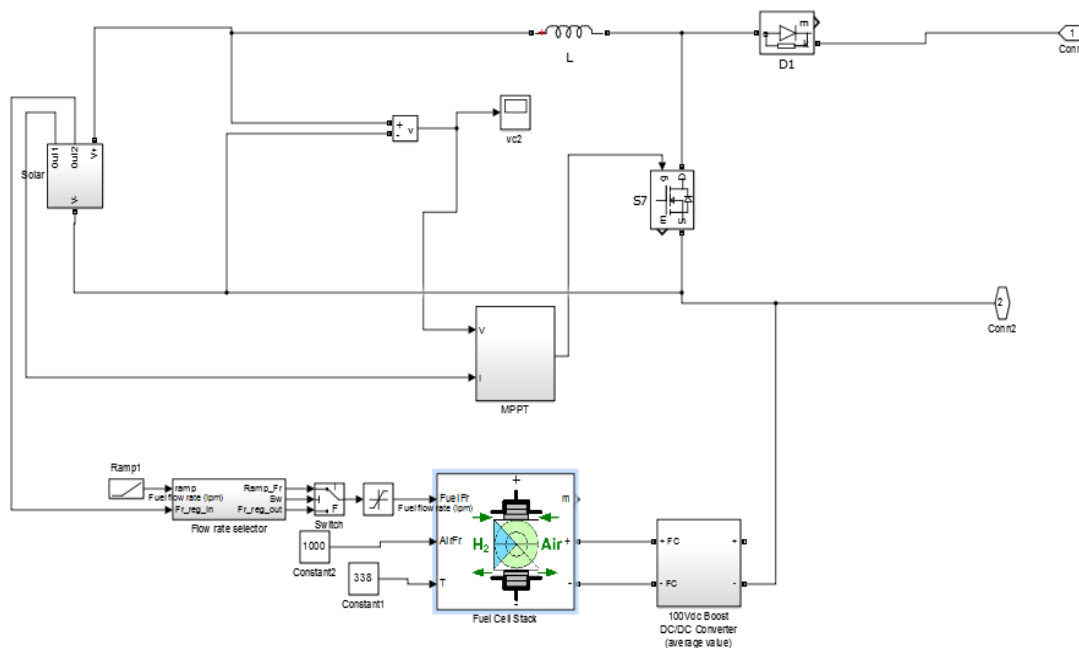 m
k
D1
1
Conn
L
+
-
v
vc2
out1
out2
V+
Solar
V-
g
D
S7
m
S
V
I
MPPT
2
Conn2
Ramp1
ramp
Fuel flow rate (lpm)
Fr_reg_in
Ramp_Fr
Sw
Fr_reg_out
Flow rate selector
T
F
Switch
FuelFr
Fuel flow rate (lpm)
1000
Constant2
AirFr
338
Constant1
T
+
H2
Air
m
+
-
-
Fuel Cell Stack
+ FC
- FC
+
-
100Vdc Boost
DC/DC Converter
(average value)